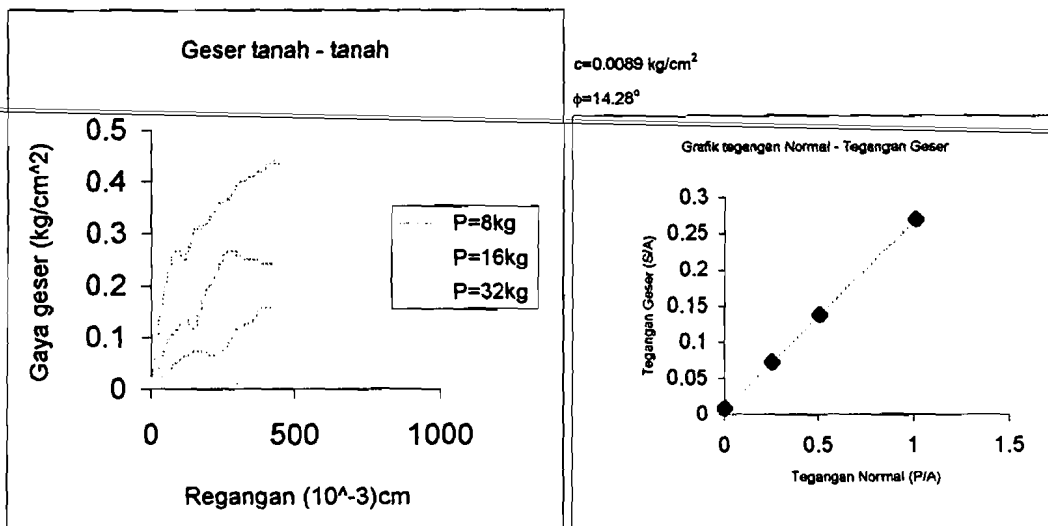 Geser tanah - tanah
Gaya geser (kg/cm^2)
0.5
0.4
0.3
0.2
0.1
0
0
500
1000
Regangan (10^-3)cm
P=8kg
P=16kg
P=32kg
c=0.0089 kg/cm²
ϕ=14.28°
Grafik tegangan Normal - Tegangan Geser
Tegangan Geser (S/A)
0.3
0.25
0.2
0.15
0.1
0.05
0
0
0.5
1
1.5
Tegangan Normal (P/A)